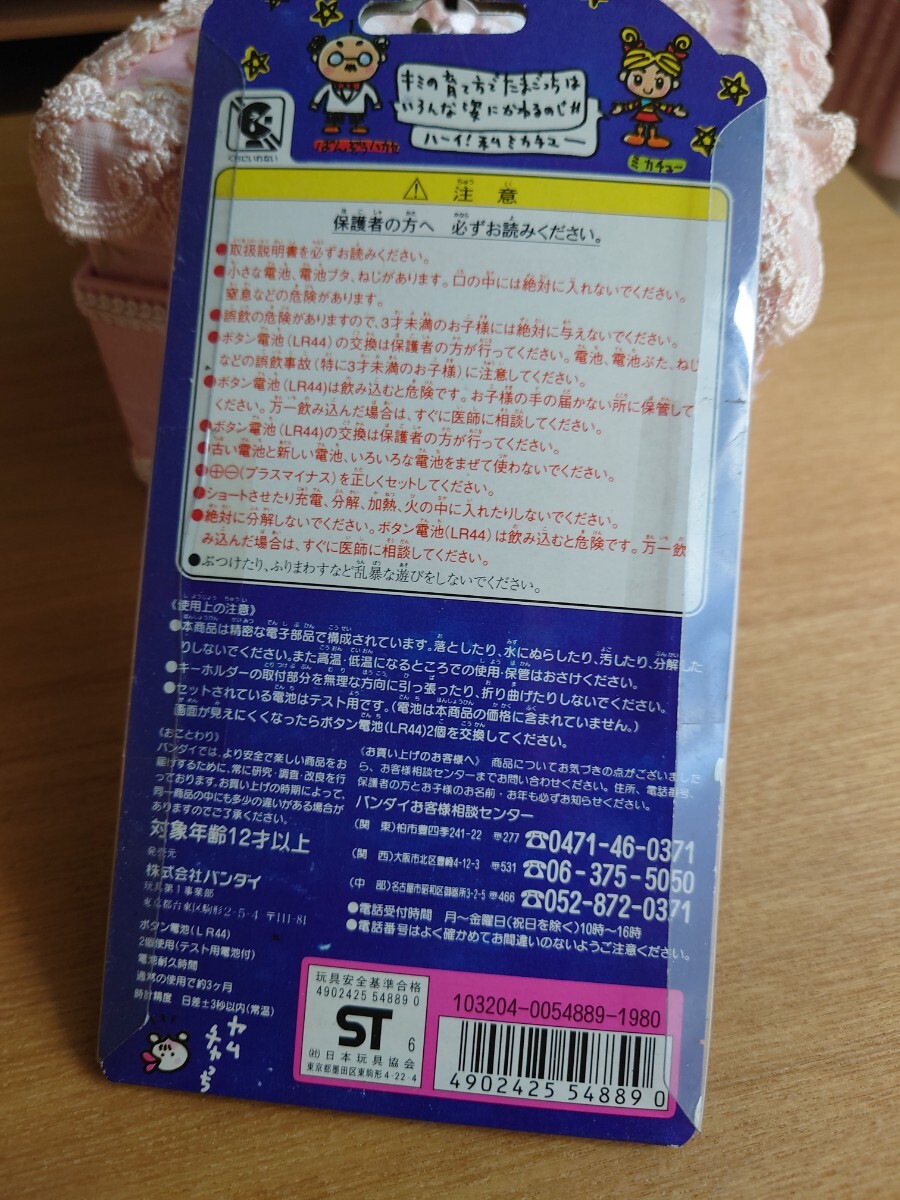 キミの育て方でたまごっちは
いろんな姿にかわるのじゃ!!
ハーイ!私ミカチュー
ばんぞうはかせ
ミカチュー
口にいれない
注意
保護者の方へ 必ずお読みください。
●取扱説明書を必ずお読みください。
●小さな電池、電池ブタ、ねじがあります。口の中には絶対に入れないでください。
窒息などの危険があります。
●誤飲の危険がありますので、3才未満のお子様には絶対に与えないでください。
●ボタン電池(LR44)の交換は保護者の方が行ってください。電池、電池ぶた、ねじ
などの誤飲事故(特に3才未満のお子様)に注意してください。
●ボタン電池(LR44)は飲み込むと危険です。お子様の手の届かない所に保管して
ください。万一飲み込んだ場合は、すぐに医師に相談してください。
●ボタン電池(LR44)の交換は保護者の方が行ってください。
●古い電池と新しい電池、いろいろな電池をまぜて使わないでください。
●⊕⊖(プラスマイナス)を正しくセットしてください。
●ショートさせたり充電、分解、加熱、火の中に入れたりしないでください。
●絶対に分解しないでください。ボタン電池(LR44)は飲み込むと危険です。万一飲
み込んだ場合は、すぐに医師に相談してください。
●ぶつけたり、ふりまわすなど乱暴な遊びをしないでください。
《使用上の注意》
●本商品は精密な電子部品で構成されています。落としたり、水にぬらしたり、汚したり、分解した
りしないでください。また高温・低温になるところでの使用・保管はおさけください。
●キーホルダーの取付部分を無理な方向に引っ張ったり、折り曲げたりしないでください。
●セットされている電池はテスト用です。(電池は本商品の価格に含まれていません。)
画面が見えにくくなったらボタン電池(LR44)2個を交換してください。
《おことわり》
バンダイでは、より安全で楽しい商品をお
届けするために、常に研究・調査・改良を行
っております。お買い上げの時期によって、
同一商品の中にも多少の違いがある場合が
ありますのでご了承ください。
対象年齢12才以上
発売元
株式会社バンダイ
玩具第1事業部
東京都台東区駒形2-5-4 〒111-81
ボタン電池(LR44)
2個使用(テスト用電池付)
電池耐久時間
通常の使用で約3ヶ月
時計精度 日差±3秒以内(常温)
《お買い上げのお客様へ》 商品についてお気づきの点がございました
ら、お客様相談センターまでお問い合わせください。住所、電話番号、
保護者の方とお子様のお名前・お年も必ずお知らせください。
バンダイお客様相談センター
(関 東)柏市豊四季241-22 〒277 ☎0471-46-0371
(関 西)大阪市北区豊崎4-12-3 〒531 ☎06-375-5050
(中 部)名古屋市昭和区御器所3-2-5 〒466 ☎052-872-0371
●電話受付時間 月〜金曜日(祝日を除く)10時〜16時
●電話番号はよく確かめてお間違いのないようご注意ください。
玩具安全基準合格
4902425 54889 0
ST 6
(社)日本玩具協会
東京都墨田区東駒形4-22-4
103204-0054889-1980
4902425 548890